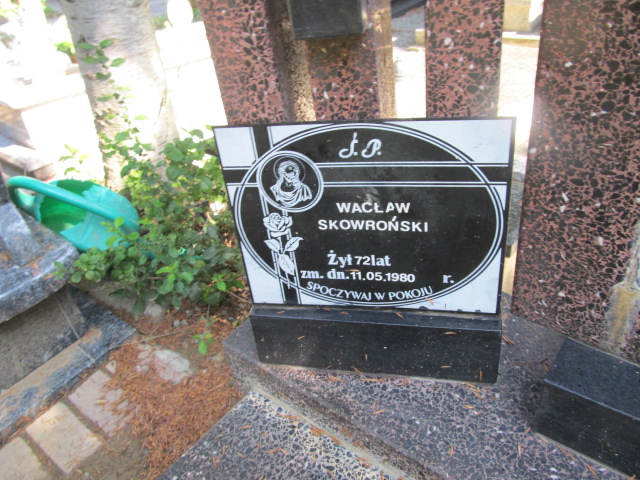 Ś. P.
WACŁAW
SKOWROŃSKI
Żył 72 lat
zm. dn. 11.05.1980 r.
SPOCZYWAJ W POKOJU